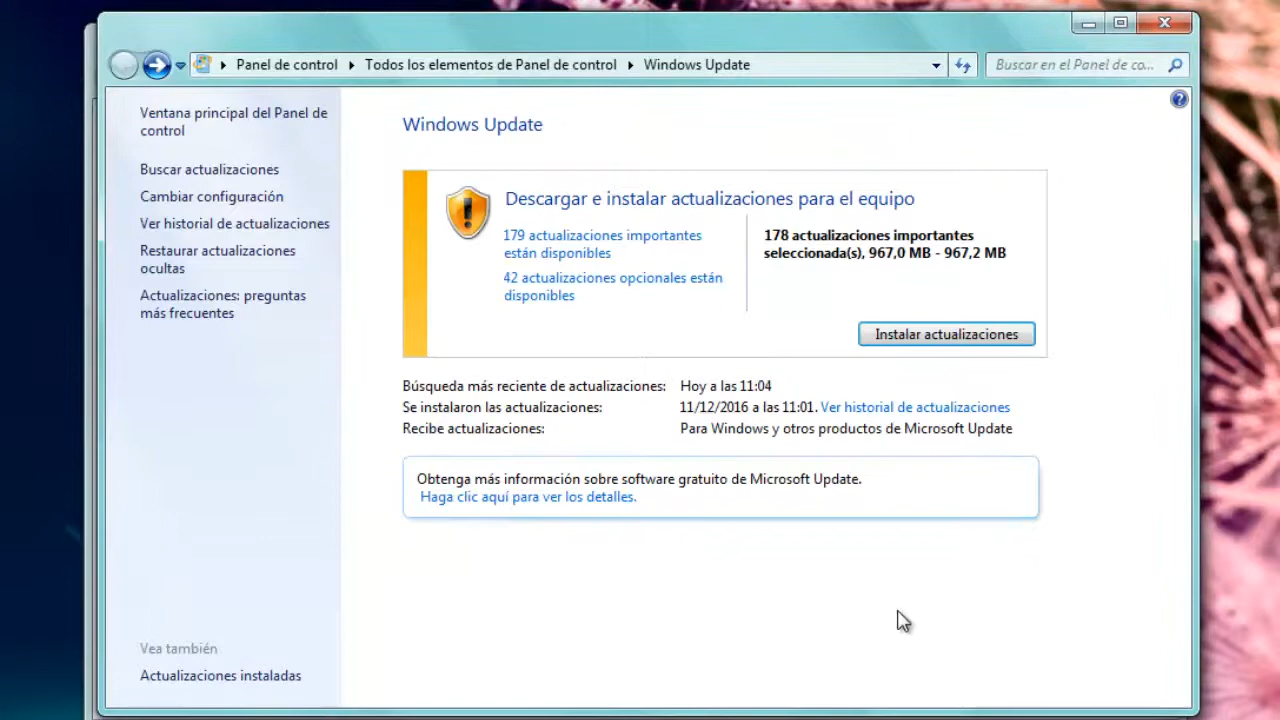 Panel de control ▸ Todos los elementos de Panel de control ▸ Windows Update
Buscar en el Panel de co...
Ventana principal del Panel de
control
Buscar actualizaciones
Cambiar configuración
Ver historial de actualizaciones
Restaurar actualizaciones
ocultas
Actualizaciones: preguntas
más frecuentes
Vea también
Actualizaciones instaladas
Windows Update
Descargar e instalar actualizaciones para el equipo
179 actualizaciones importantes
están disponibles
42 actualizaciones opcionales están
disponibles
178 actualizaciones importantes
seleccionada(s), 967,0 MB - 967,2 MB
Instalar actualizaciones
Búsqueda más reciente de actualizaciones: Hoy a las 11:04
Se instalaron las actualizaciones: 11/12/2016 a las 11:01. Ver historial de actualizaciones
Recibe actualizaciones: Para Windows y otros productos de Microsoft Update
Obtenga más información sobre software gratuito de Microsoft Update.
Haga clic aquí para ver los detalles.